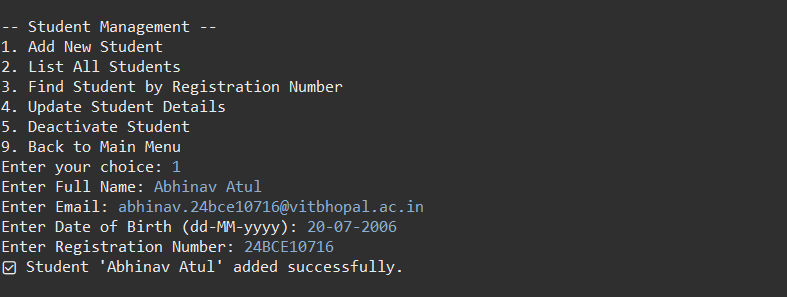 -- Student Management --
1. Add New Student
2. List All Students
3. Find Student by Registration Number
4. Update Student Details
5. Deactivate Student
9. Back to Main Menu
Enter your choice: 1
Enter Full Name: Abhinav Atul
Enter Email: abhinav.24bce10716@vitbhopal.ac.in
Enter Date of Birth (dd-MM-yyyy): 20-07-2006
Enter Registration Number: 24BCE10716
☑ Student 'Abhinav Atul' added successfully.